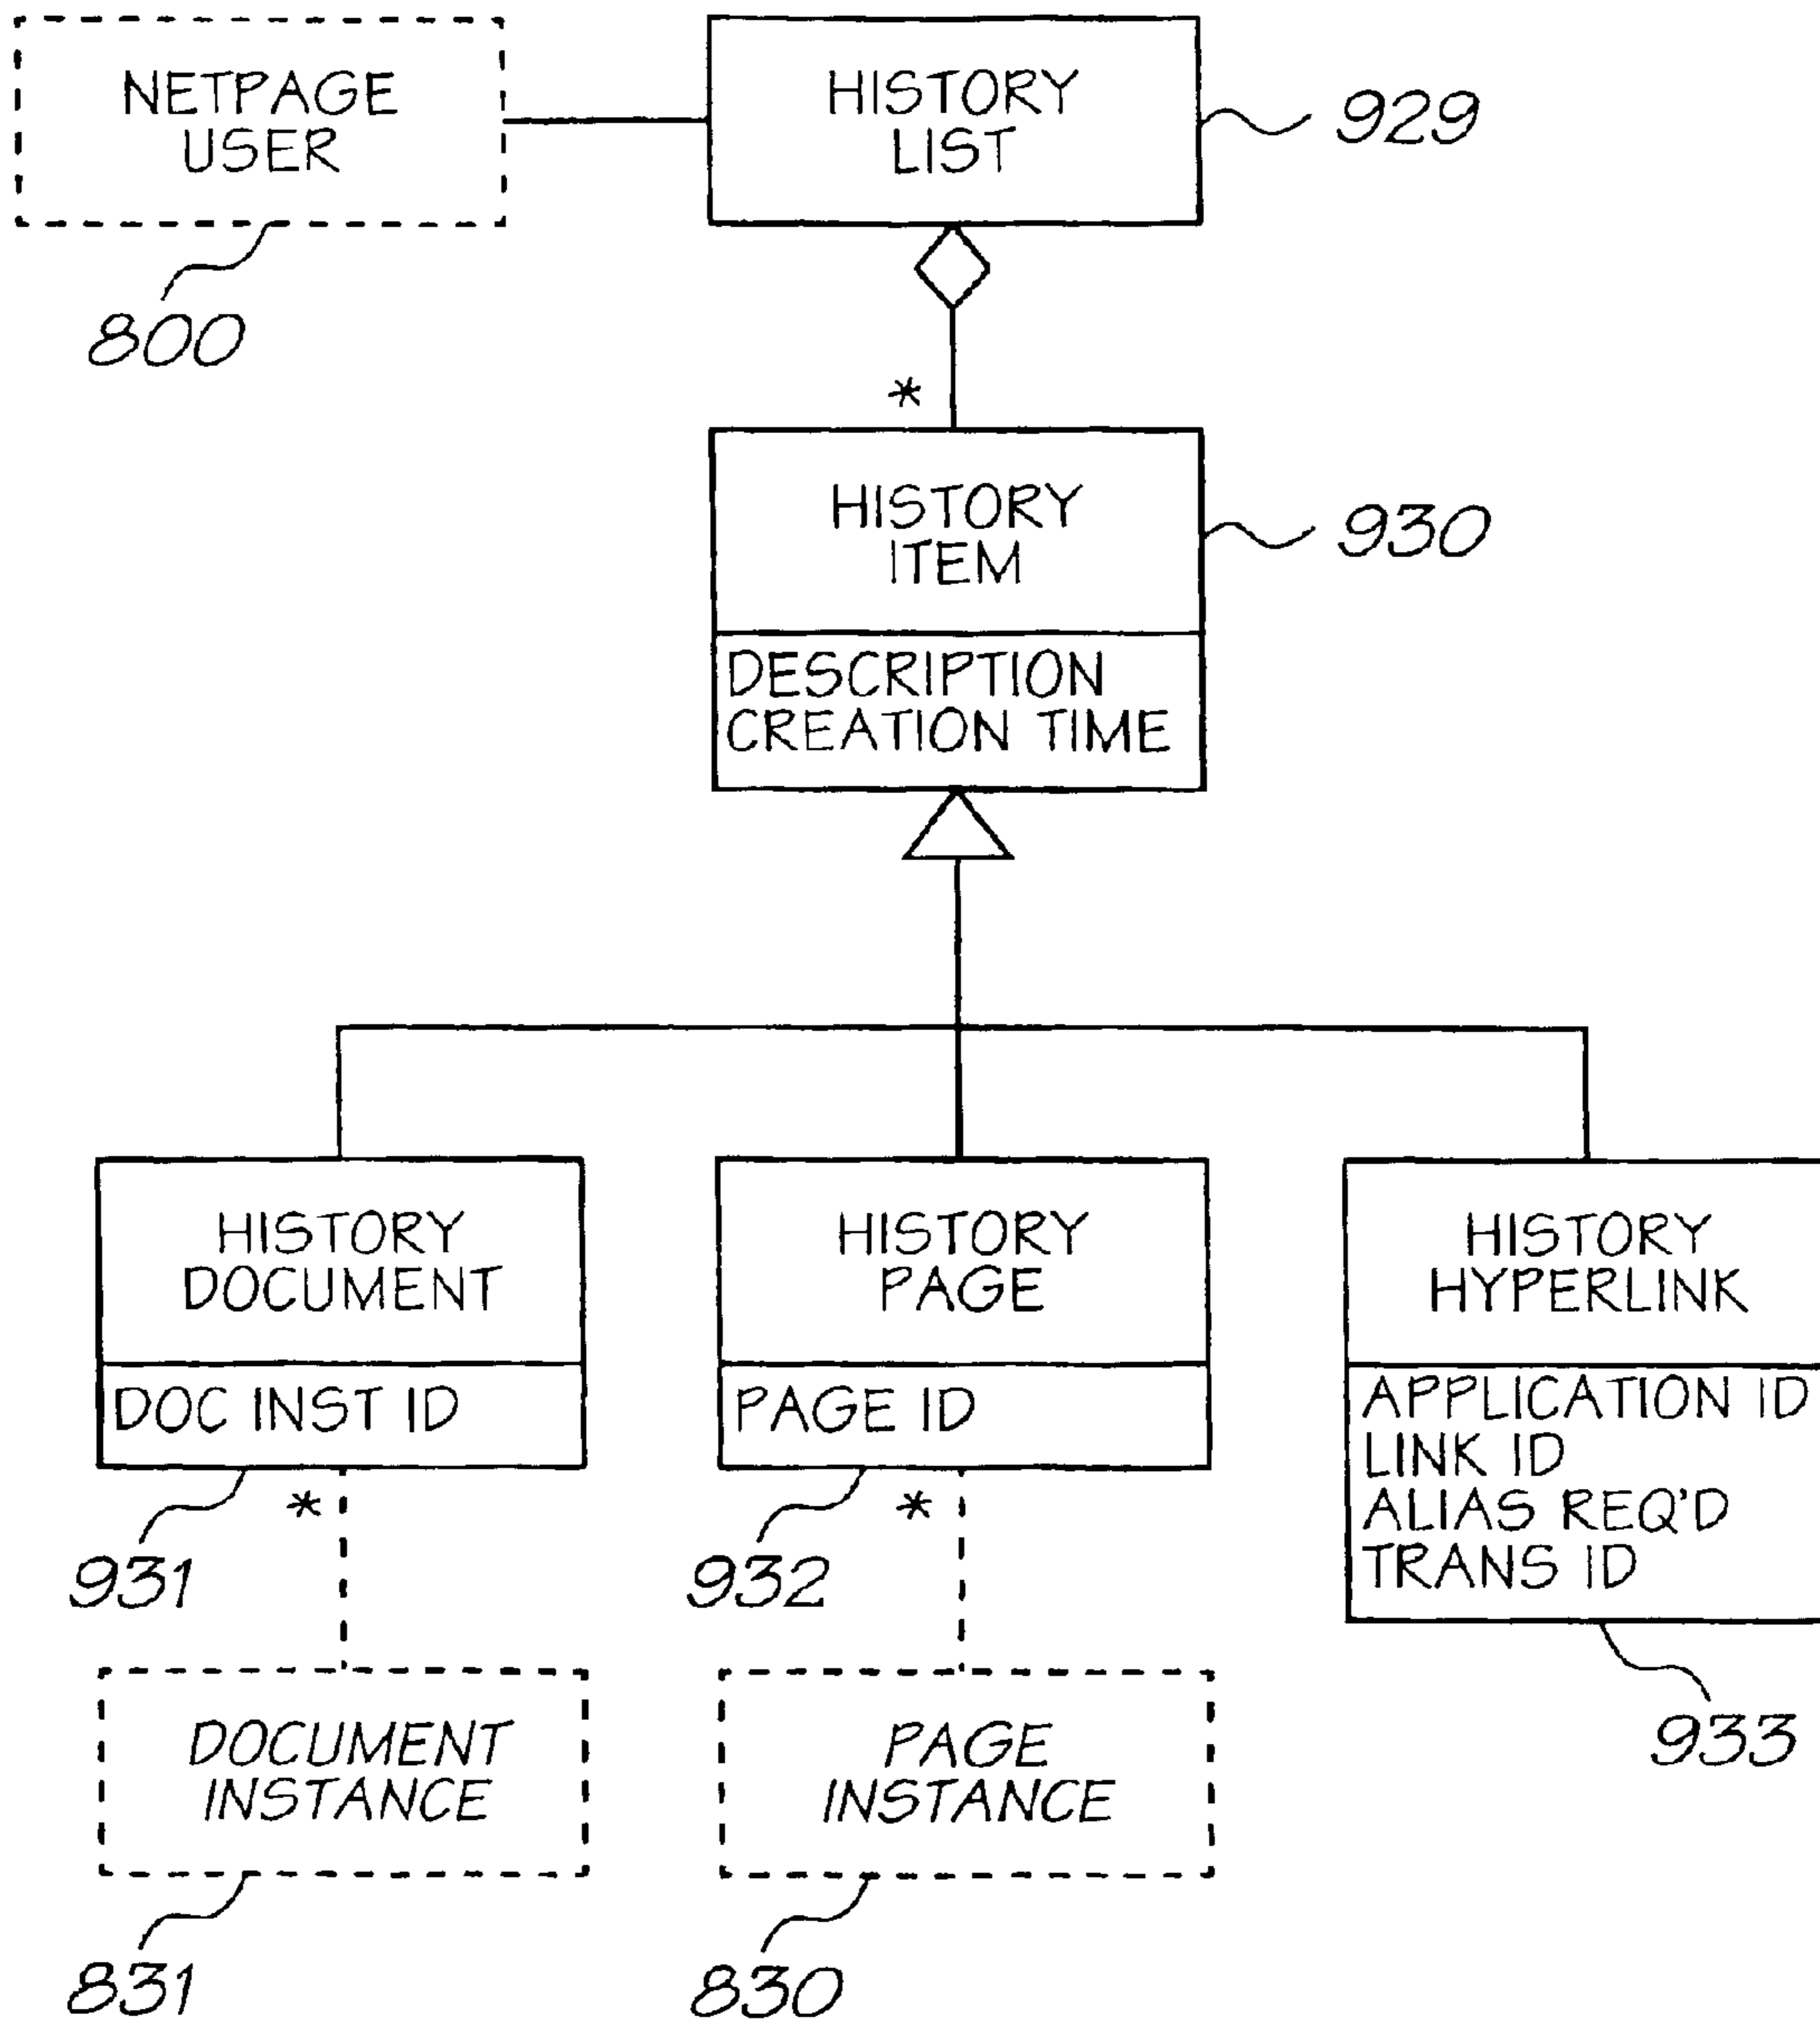 NETPAGE
USER
800
HISTORY
LIST
929
*
HISTORY
ITEM
930
DESCRIPTION
CREATION TIME
HISTORY
DOCUMENT
DOC INST ID
931
*
HISTORY
PAGE
PAGE ID
932
*
HISTORY
HYPERLINK
APPLICATION ID
LINK ID
ALIAS REQ'D
TRANS ID
933
DOCUMENT
INSTANCE
831
PAGE
INSTANCE
830